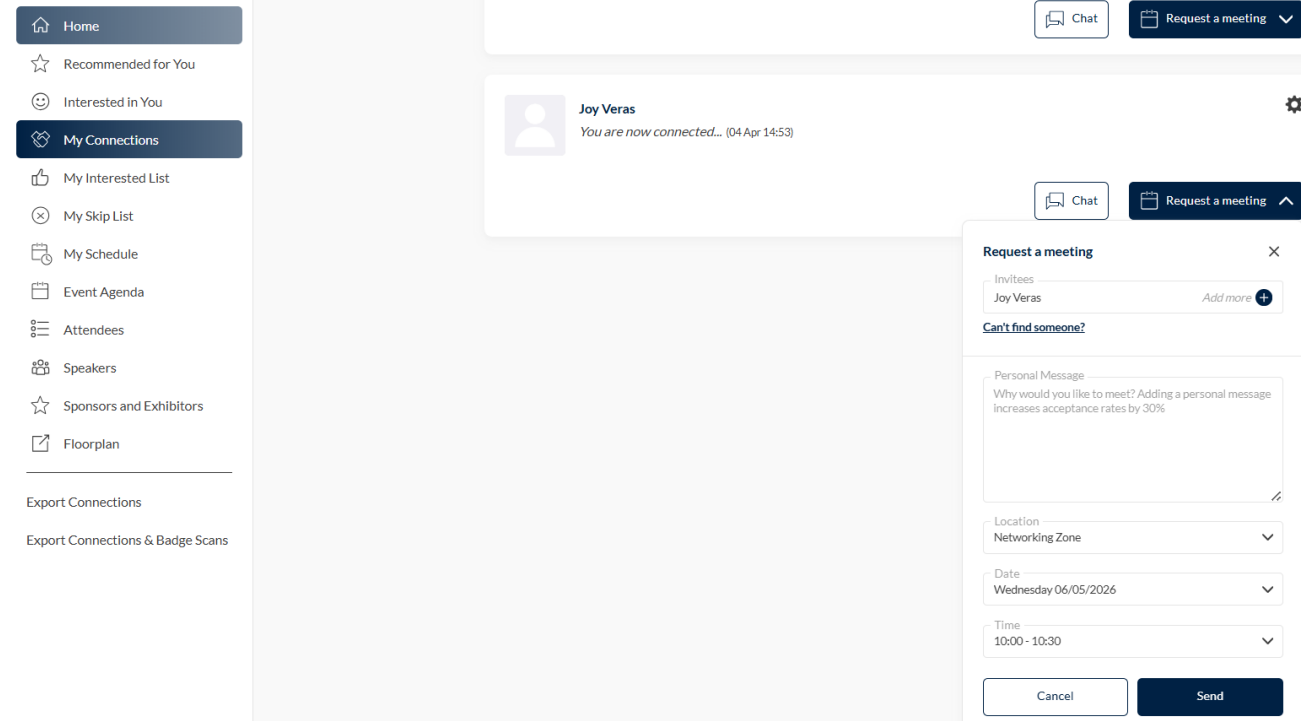 Home
Recommended for You
Interested in You
My Connections
My Interested List
My Skip List
My Schedule
Event Agenda
Attendees
Speakers
Sponsors and Exhibitors
Floorplan
Export Connections
Export Connections & Badge Scans
Chat
Request a meeting
Joy Veras
You are now connected... (04 Apr 14:53)
Chat
Request a meeting
Request a meeting
Invitees
Joy Veras Add more
Can't find someone?
Personal Message
Why would you like to meet? Adding a personal message
increases acceptance rates by 30%
Location
Networking Zone
Date
Wednesday 06/05/2026
Time
10:00 - 10:30
Cancel
Send